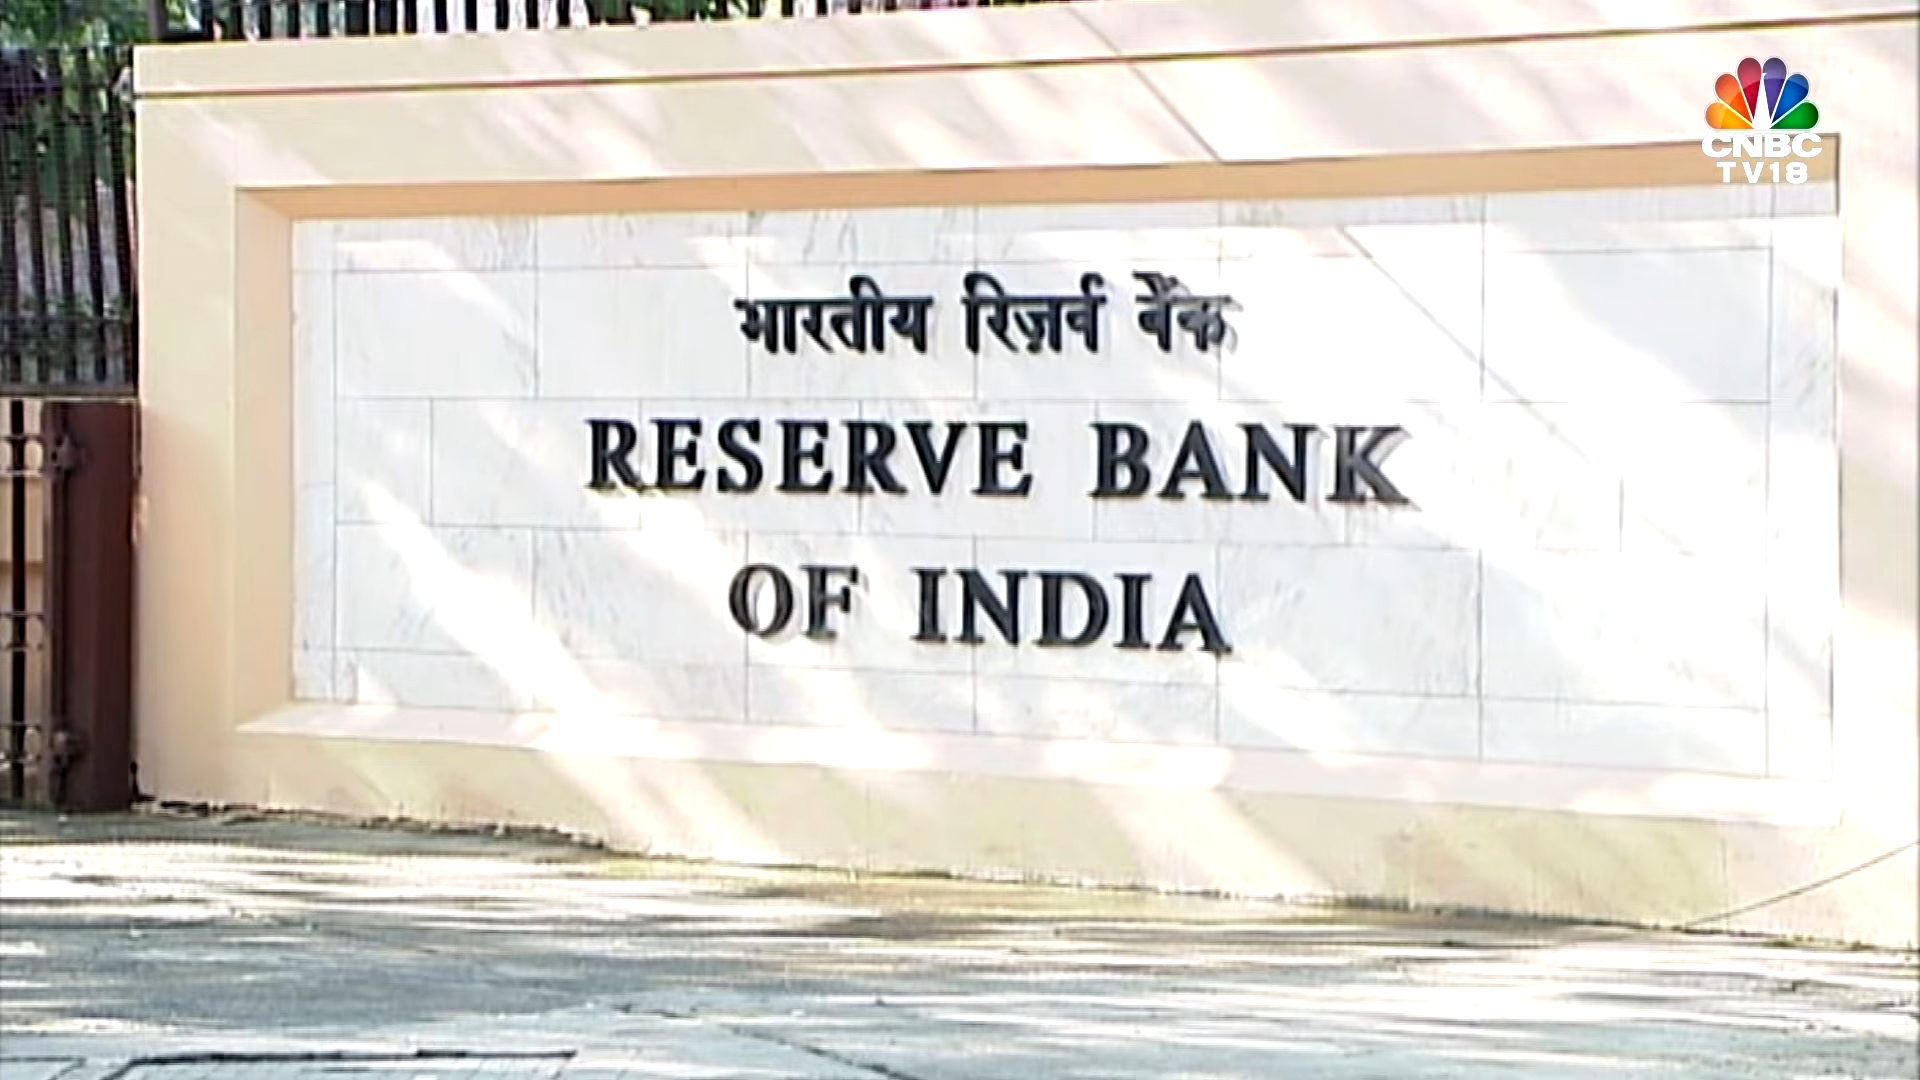 भारतीय रिज़र्व बैंक
RESERVE BANK
OF INDIA
CNBC
TV18